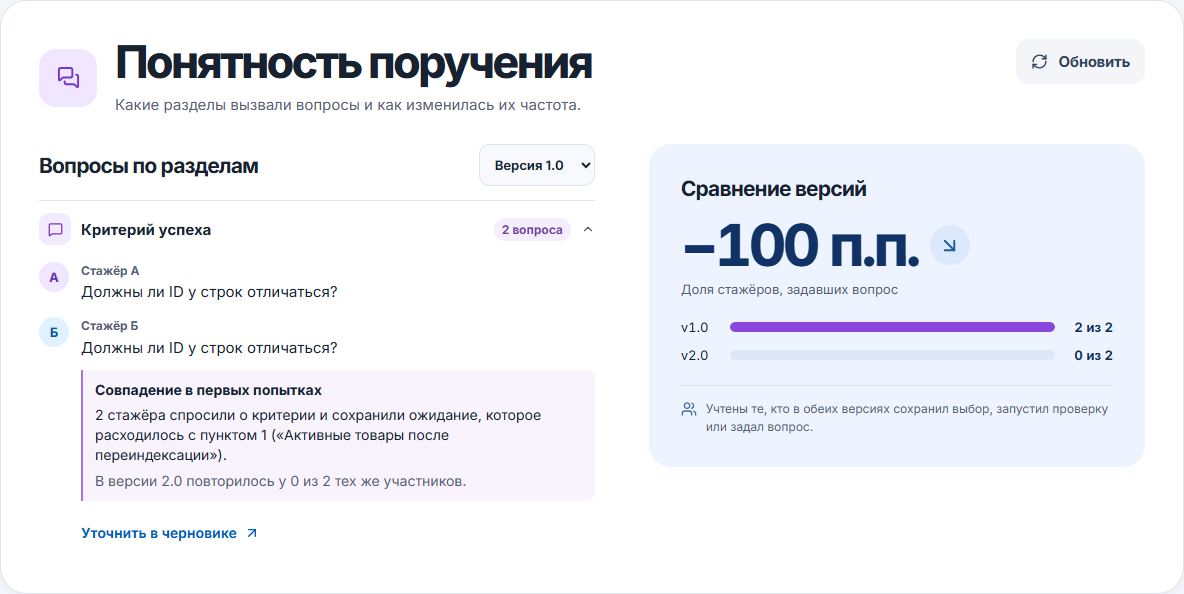 Понятность поручения
Какие разделы вызвали вопросы и как изменилась их частота.
Обновить
Вопросы по разделам
Версия 1.0
Критерий успеха
2 вопроса
А
Стажёр А
Должны ли ID у строк отличаться?
Б
Стажёр Б
Должны ли ID у строк отличаться?
Совпадение в первых попытках
2 стажёра спросили о критерии и сохранили ожидание, которое
расходилось с пунктом 1 («Активные товары после
переиндексации»).
В версии 2.0 повторилось у 0 из 2 тех же участников.
Уточнить в черновике
Сравнение версий
−100 п.п.
Доля стажёров, задавших вопрос
v1.0
2 из 2
v2.0
0 из 2
Учтены те, кто в обеих версиях сохранил выбор, запустил проверку
или задал вопрос.